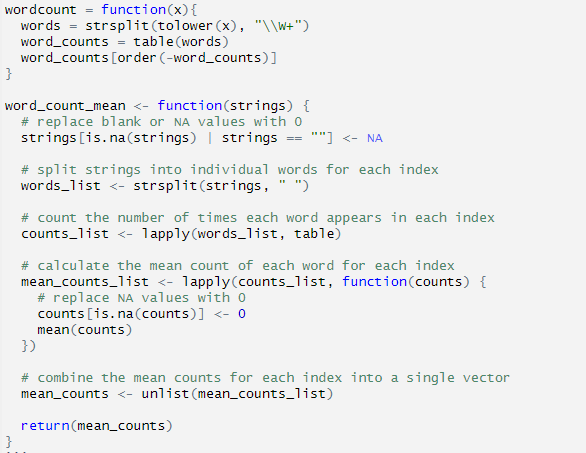 wordcount = function(x){
  words = strsplit(tolower(x), "\\W+")
  word_counts = table(words)
  word_counts[order(-word_counts)]
}

word_count_mean <- function(strings) {
  # replace blank or NA values with 0
  strings[is.na(strings) | strings == ""] <- NA

  # split strings into individual words for each index
  words_list <- strsplit(strings, " ")

  # count the number of times each word appears in each index
  counts_list <- lapply(words_list, table)

  # calculate the mean count of each word for each index
  mean_counts_list <- lapply(counts_list, function(counts) {
    # replace NA values with 0
    counts[is.na(counts)] <- 0
    mean(counts)
  })

  # combine the mean counts for each index into a single vector
  mean_counts <- unlist(mean_counts_list)

  return(mean_counts)
}